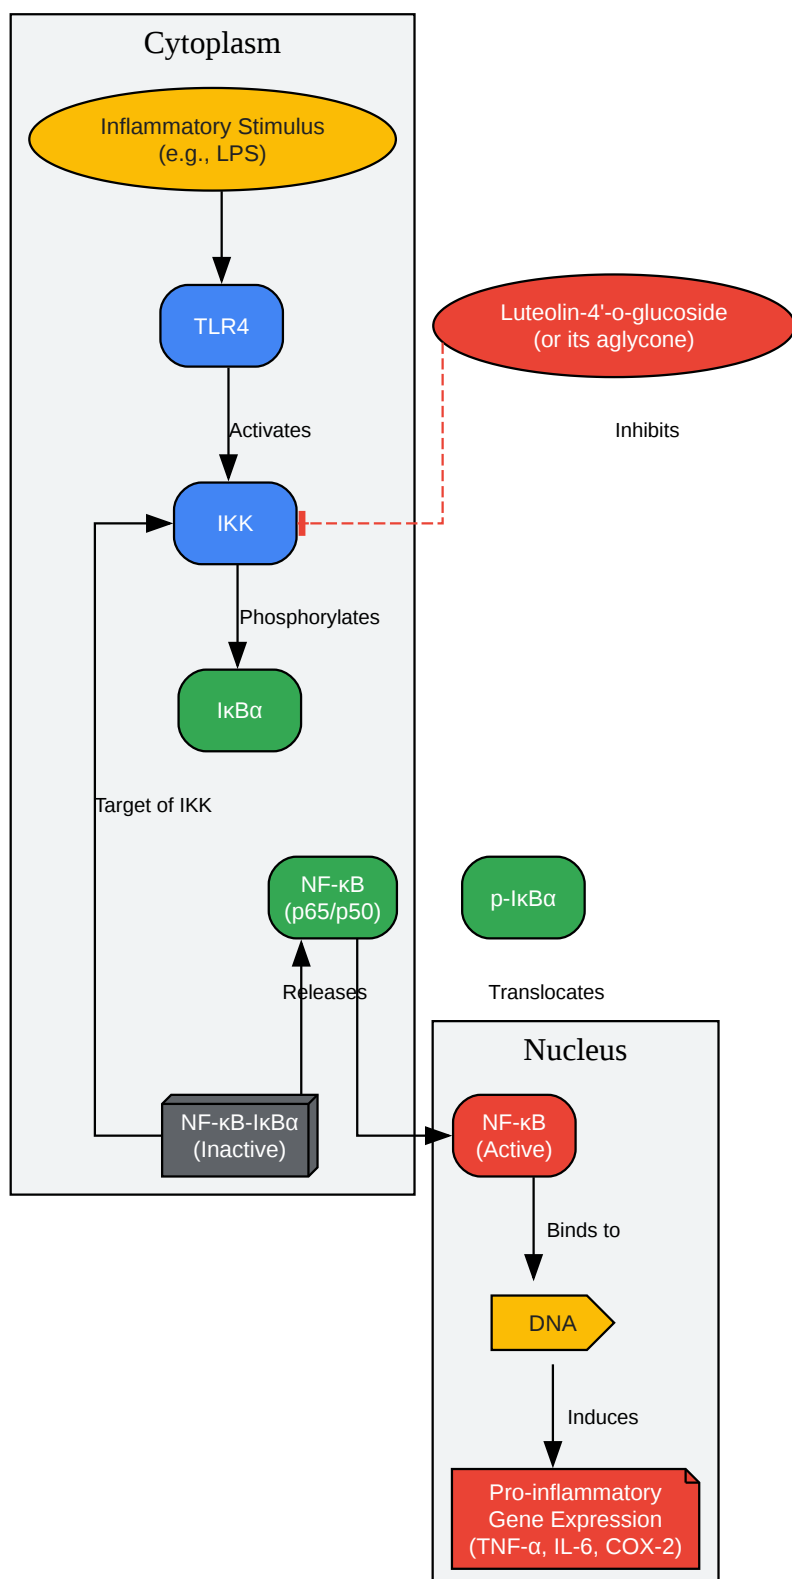 Cytoplasm
Inflammatory Stimulus
(e.g., LPS)
TLR4
Luteolin-4'-o-glucoside
(or its aglycone)
Activates
Inhibits
IKK
Phosphorylates
IκBα
Target of IKK
NF-κB
(p65/p50)
p-IκBα
Releases
Translocates
Nucleus
NF-κB-IκBα
(Inactive)
NF-κB
(Active)
Binds to
DNA
Induces
Pro-inflammatory
Gene Expression
(TNF-α, IL-6, COX-2)